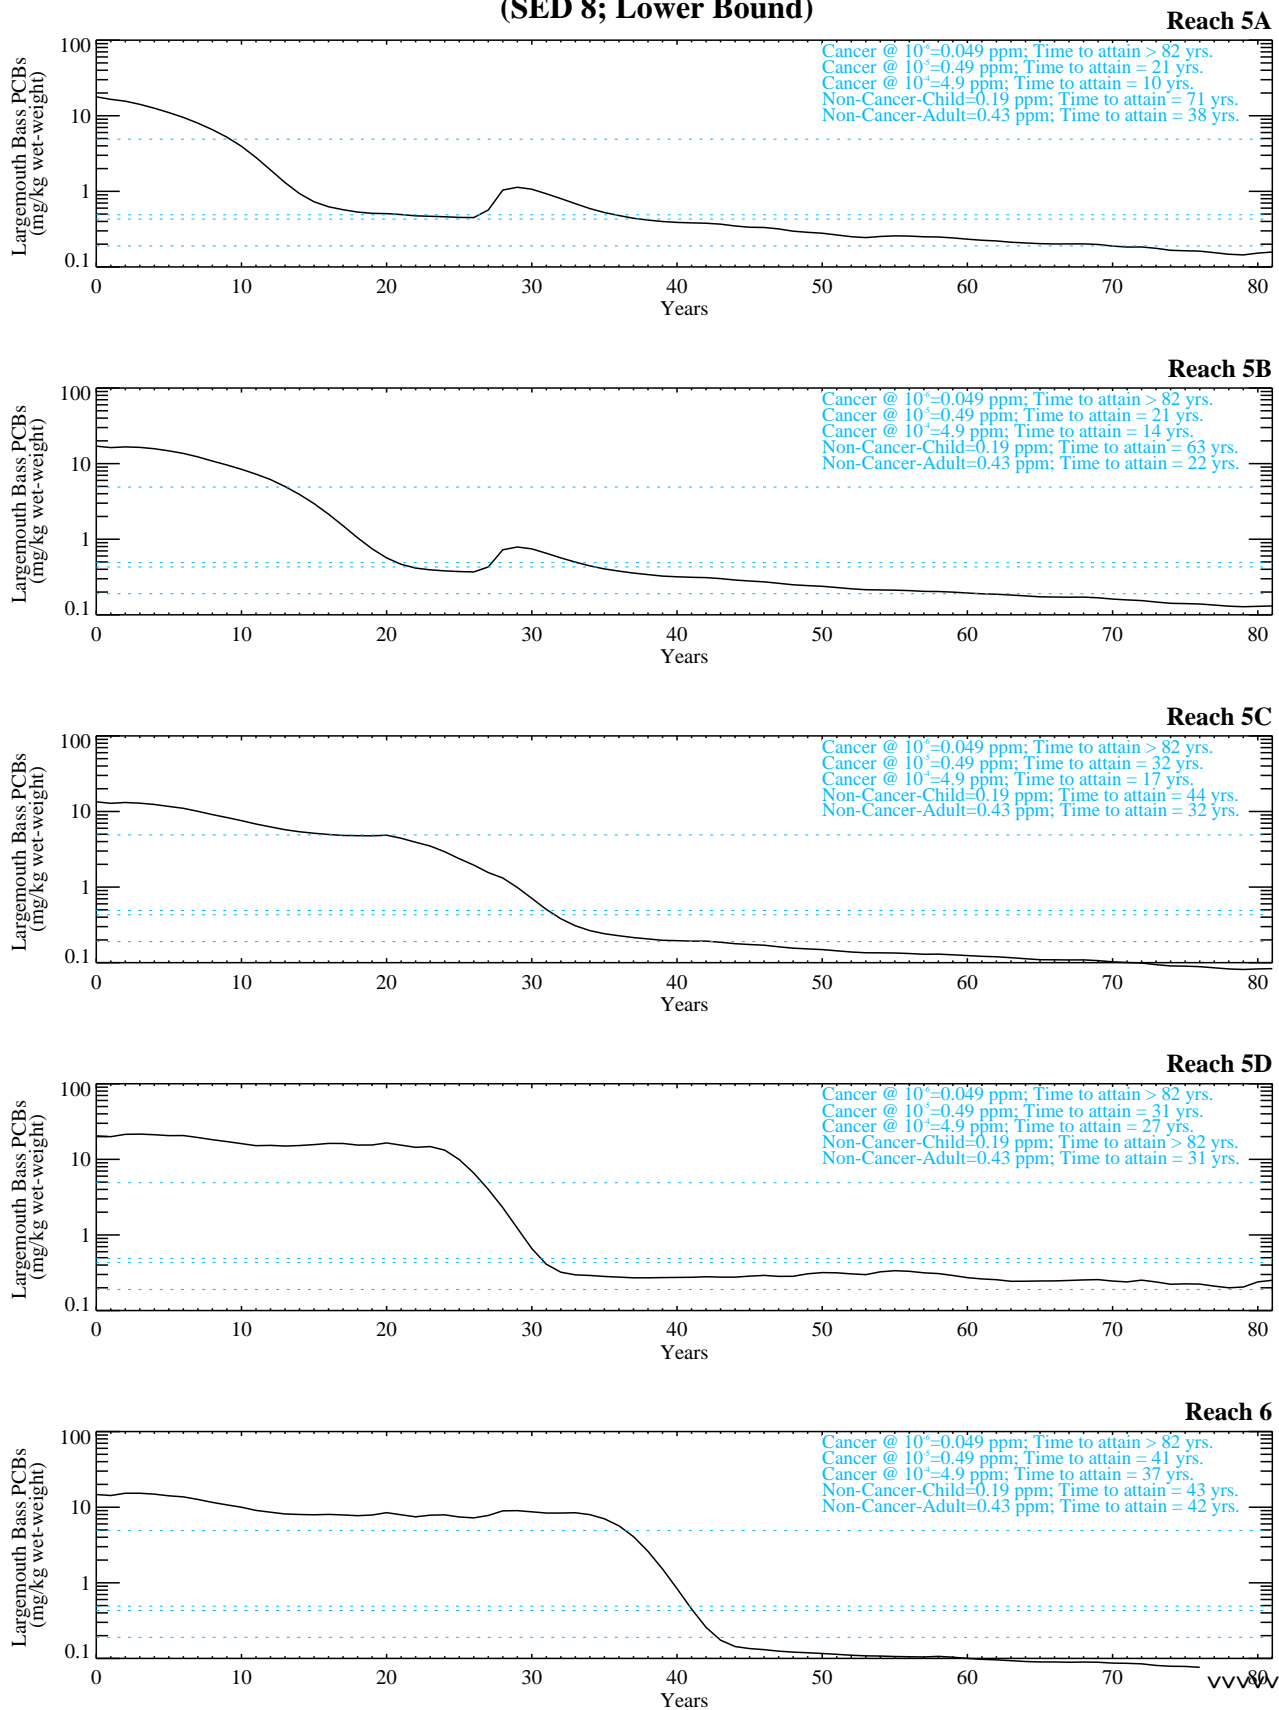 (SED 8; Lower Bound)
Reach 5A
Largemouth Bass PCBs
(mg/kg wet-weight)
100
10
1
0.1
Cancer @ 10⁻⁶=0.049 ppm; Time to attain > 82 yrs.
Cancer @ 10⁻⁵=0.49 ppm; Time to attain = 21 yrs.
Cancer @ 10⁻⁴=4.9 ppm; Time to attain = 10 yrs.
Non-Cancer-Child=0.19 ppm; Time to attain = 71 yrs.
Non-Cancer-Adult=0.43 ppm; Time to attain = 38 yrs.
0 10 20 30 40 50 60 70 80
Years
Reach 5B
Largemouth Bass PCBs
(mg/kg wet-weight)
100
10
1
0.1
Cancer @ 10⁻⁶=0.049 ppm; Time to attain > 82 yrs.
Cancer @ 10⁻⁵=0.49 ppm; Time to attain = 21 yrs.
Cancer @ 10⁻⁴=4.9 ppm; Time to attain = 14 yrs.
Non-Cancer-Child=0.19 ppm; Time to attain = 63 yrs.
Non-Cancer-Adult=0.43 ppm; Time to attain = 22 yrs.
0 10 20 30 40 50 60 70 80
Years
Reach 5C
Largemouth Bass PCBs
(mg/kg wet-weight)
100
10
1
0.1
Cancer @ 10⁻⁶=0.049 ppm; Time to attain > 82 yrs.
Cancer @ 10⁻⁵=0.49 ppm; Time to attain = 32 yrs.
Cancer @ 10⁻⁴=4.9 ppm; Time to attain = 17 yrs.
Non-Cancer-Child=0.19 ppm; Time to attain = 44 yrs.
Non-Cancer-Adult=0.43 ppm; Time to attain = 32 yrs.
0 10 20 30 40 50 60 70 80
Years
Reach 5D
Largemouth Bass PCBs
(mg/kg wet-weight)
100
10
1
0.1
Cancer @ 10⁻⁶=0.049 ppm; Time to attain > 82 yrs.
Cancer @ 10⁻⁵=0.49 ppm; Time to attain = 31 yrs.
Cancer @ 10⁻⁴=4.9 ppm; Time to attain = 27 yrs.
Non-Cancer-Child=0.19 ppm; Time to attain > 82 yrs.
Non-Cancer-Adult=0.43 ppm; Time to attain = 31 yrs.
0 10 20 30 40 50 60 70 80
Years
Reach 6
Largemouth Bass PCBs
(mg/kg wet-weight)
100
10
1
0.1
Cancer @ 10⁻⁶=0.049 ppm; Time to attain > 82 yrs.
Cancer @ 10⁻⁵=0.49 ppm; Time to attain = 41 yrs.
Cancer @ 10⁻⁴=4.9 ppm; Time to attain = 37 yrs.
Non-Cancer-Child=0.19 ppm; Time to attain = 43 yrs.
Non-Cancer-Adult=0.43 ppm; Time to attain = 42 yrs.
0 10 20 30 40 50 60 70 80
Years